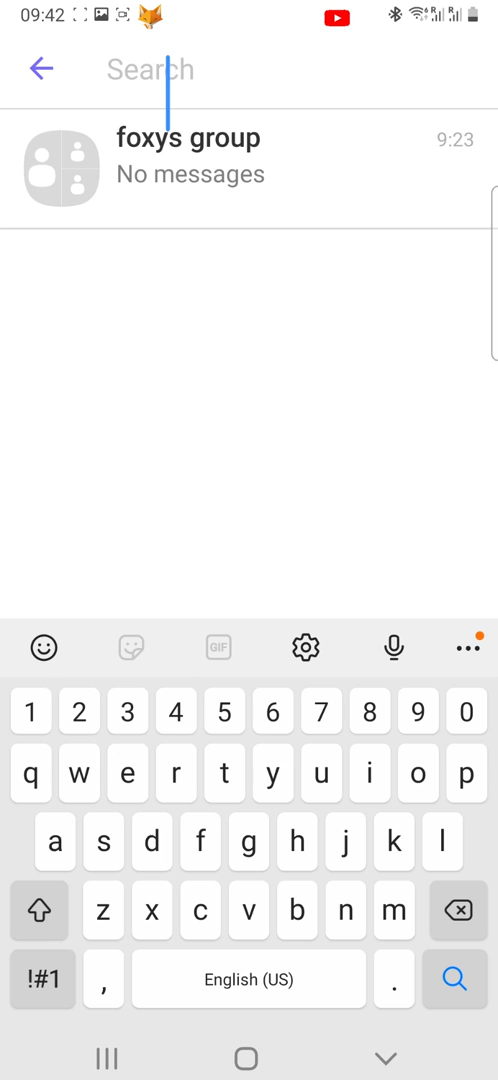 09:42
Search
foxys group 9:23
No messages
GIF
1 2 3 4 5 6 7 8 9 0
q w e r t y u i o p
a s d f g h j k l
z x c v b n m
!#1 , English (US) .